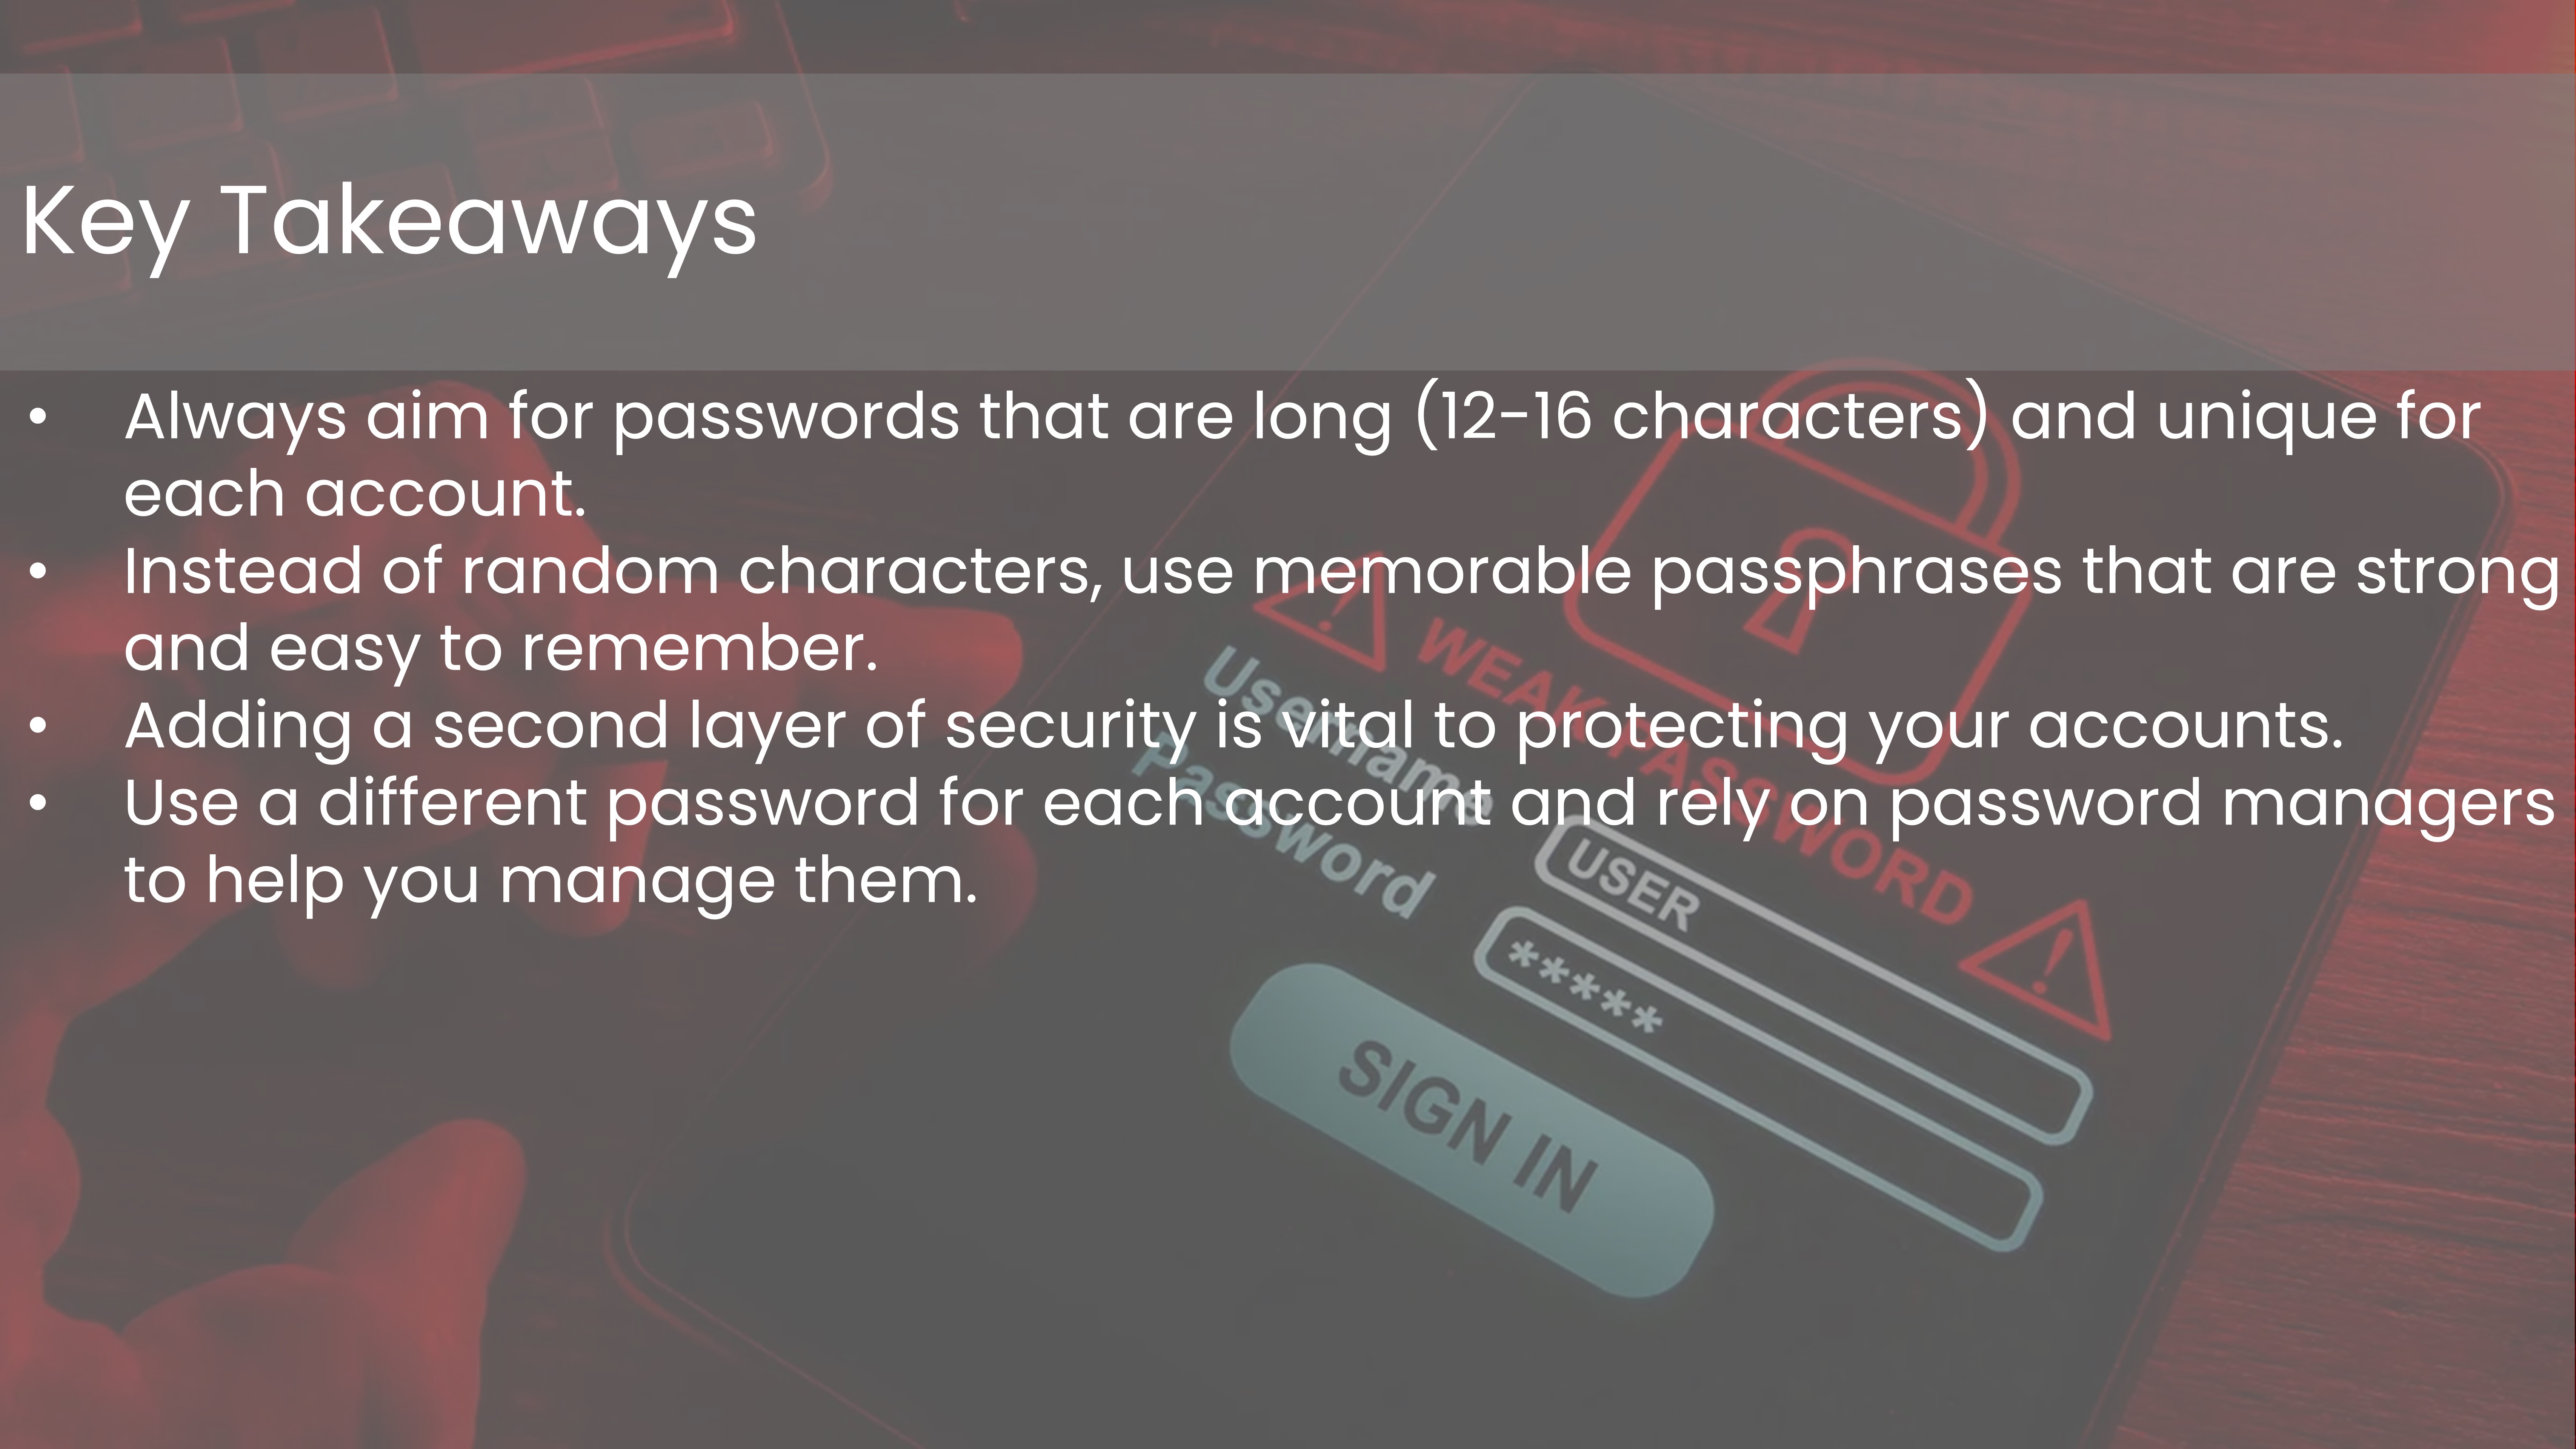 Key Takeaways
• Always aim for passwords that are long (12-16 characters) and unique for
each account.
• Instead of random characters, use memorable passphrases that are strong
and easy to remember.
• Adding a second layer of security is vital to protecting your accounts.
• Use a different password for each account and rely on password managers
to help you manage them.
WEAK PASSWORD
Username
USER
Password
*****
SIGN IN